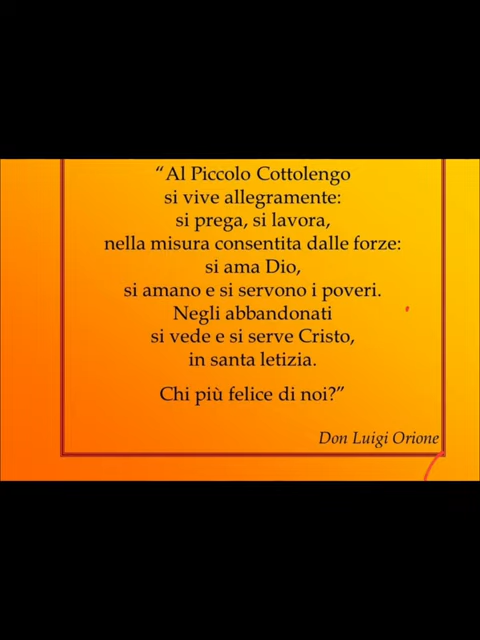 “Al Piccolo Cottolengo
si vive allegramente:
si prega, si lavora,
nella misura consentita dalle forze:
si ama Dio,
si amano e si servono i poveri.
Negli abbandonati
si vede e si serve Cristo,
in santa letizia.
Chi più felice di noi?”
Don Luigi Orione